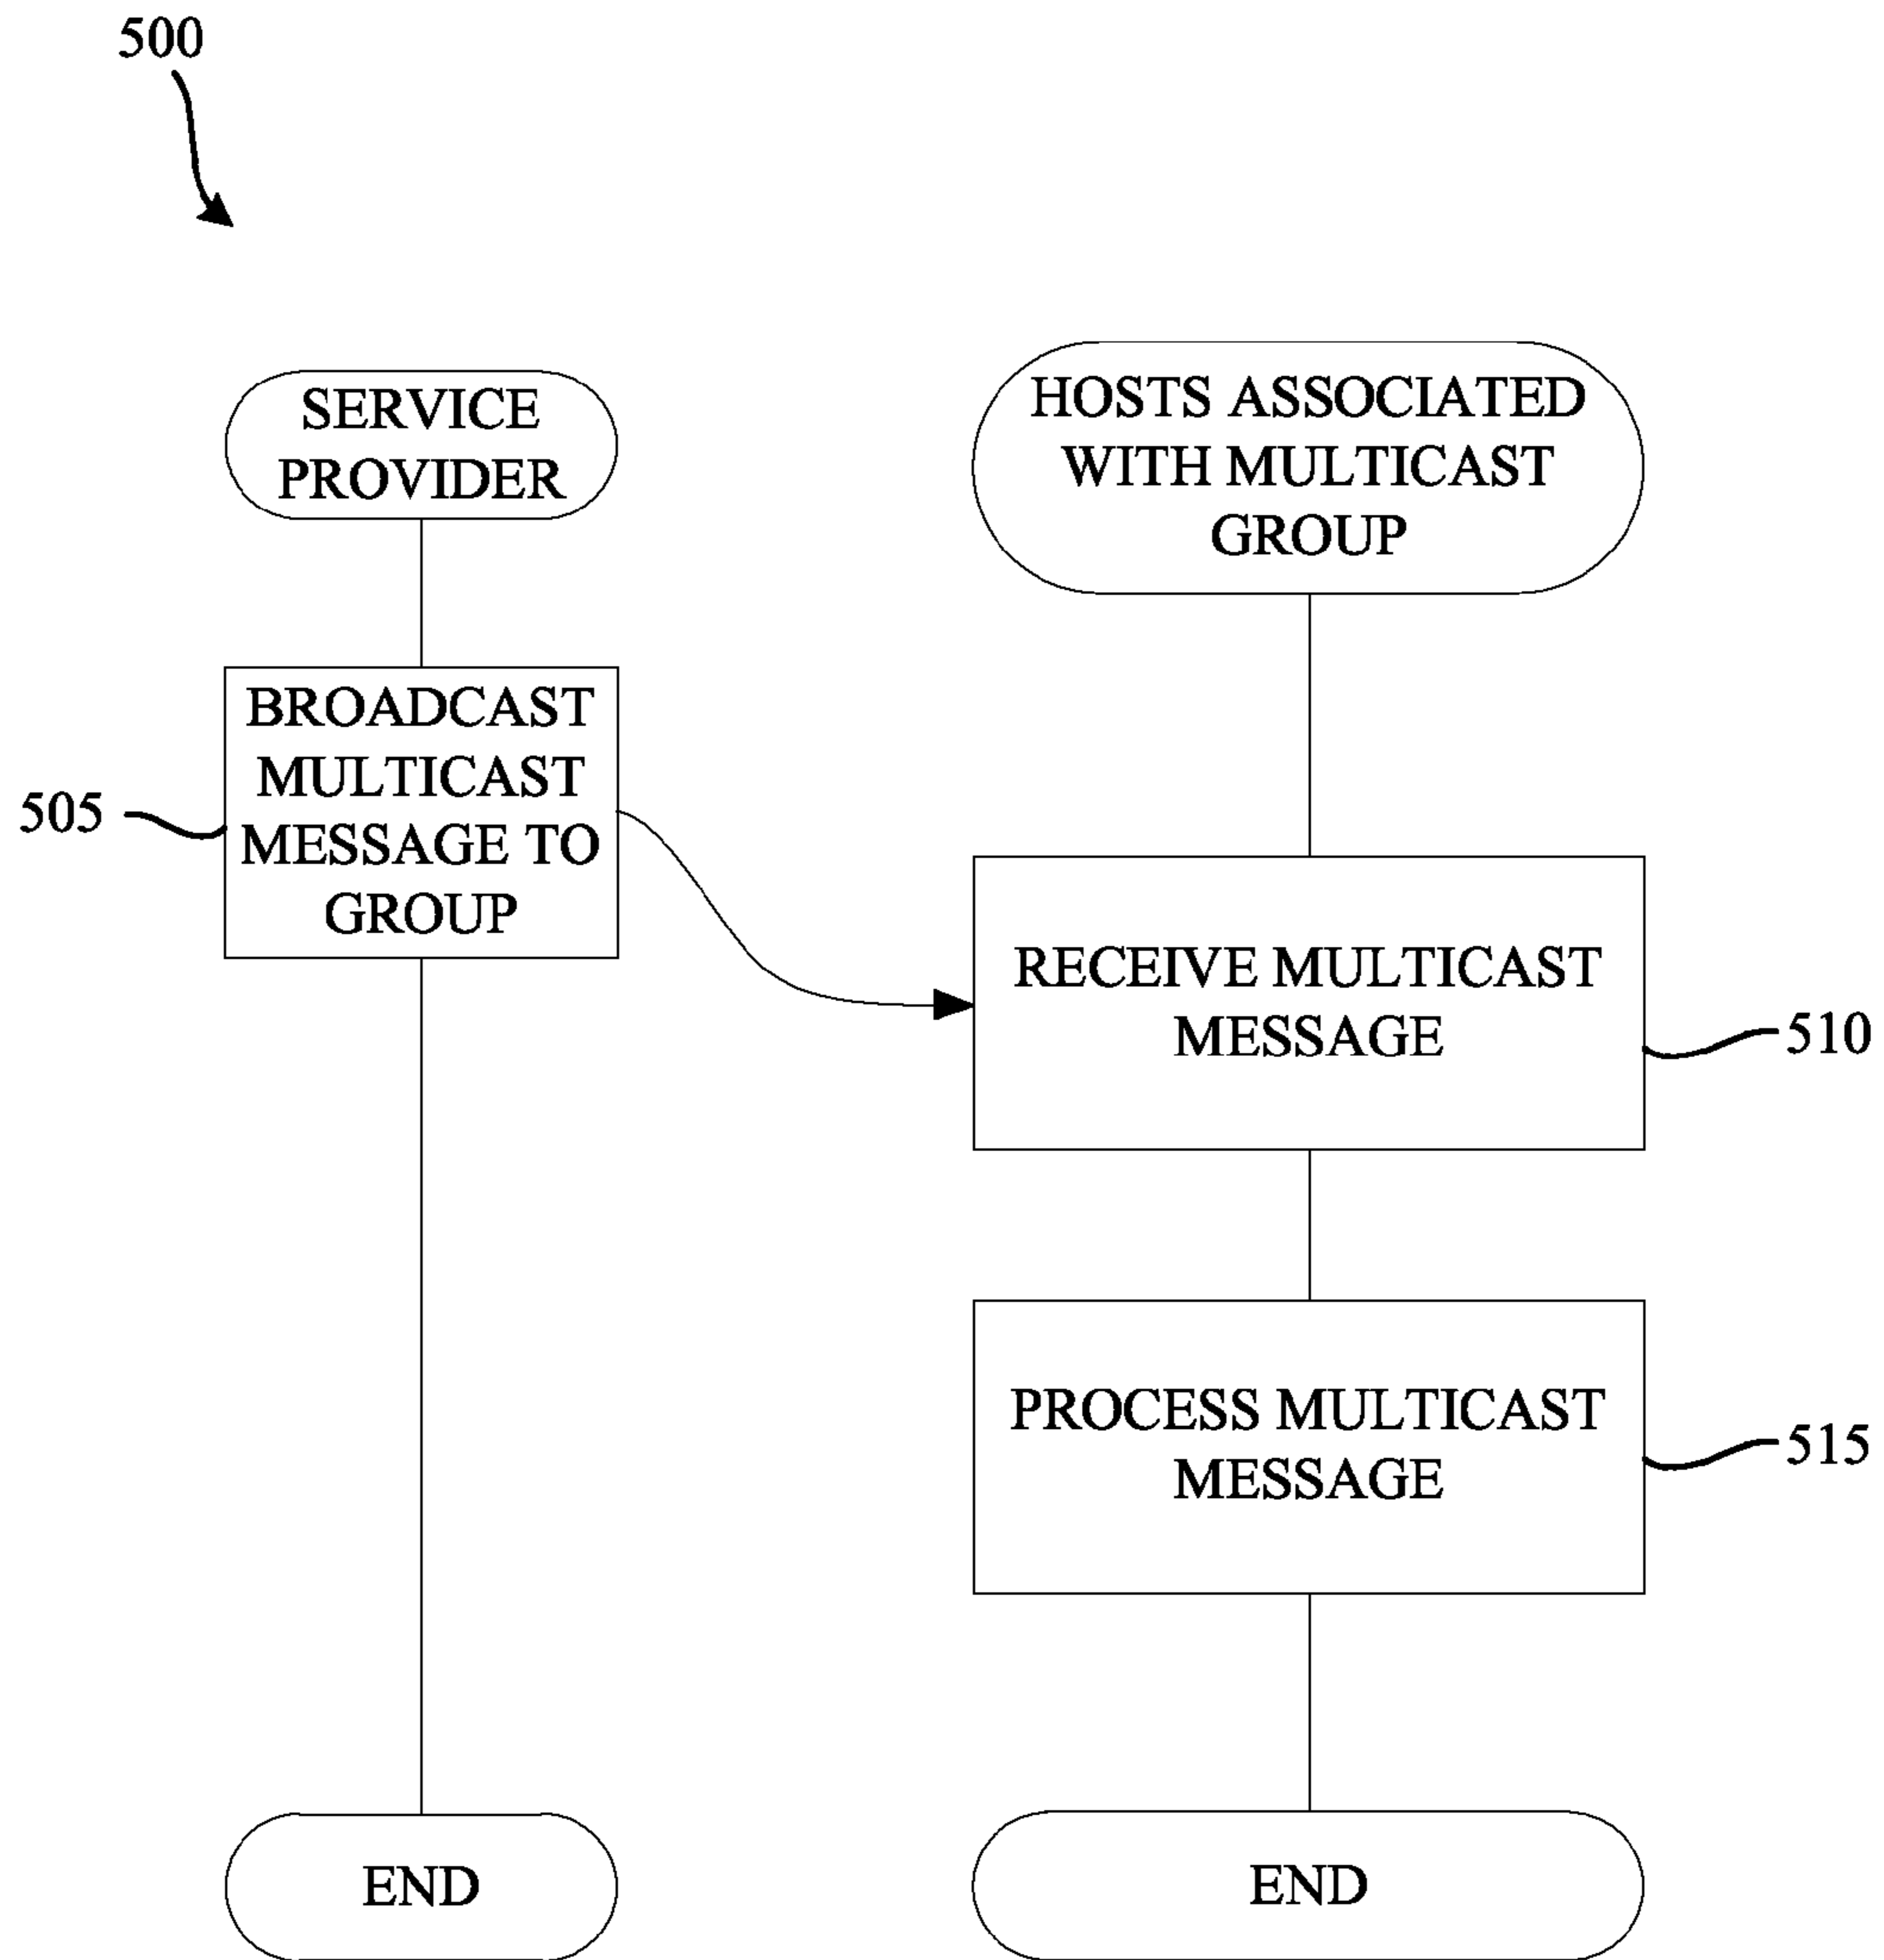 500
SERVICE
PROVIDER
HOSTS ASSOCIATED
WITH MULTICAST
GROUP
BROADCAST
MULTICAST
MESSAGE TO
GROUP
505
RECEIVE MULTICAST
MESSAGE
510
PROCESS MULTICAST
MESSAGE
515
END
END